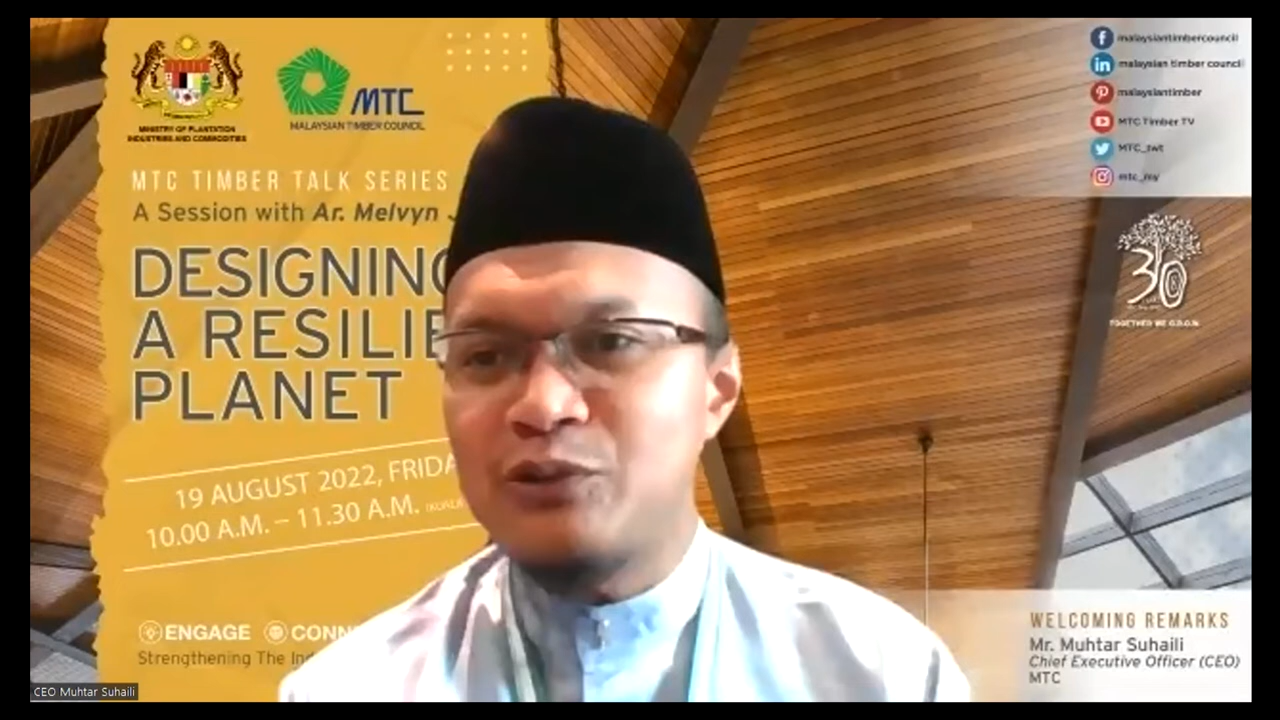 MINISTRY OF PLANTATION
INDUSTRIES AND COMMODITIES
MTC
MALAYSIAN TIMBER COUNCIL
MTC TIMBER TALK SERIES
A Session with Ar. Melvyn
DESIGNING
A RESILIE
PLANET
19 AUGUST 2022, FRIDA
10.00 A.M. – 11.30 A.M.
ENGAGE CONN
Strengthening The Ind
CEO Muhtar Suhaili
malaysiantimbercouncil
malaysian timber council
malaysiantimber
MTC Timber TV
MTC_twt
mtc_my
30
TOGETHER WE G.R.O.W.
WELCOMING REMARKS
Mr. Muhtar Suhaili
Chief Executive Officer (CEO)
MTC